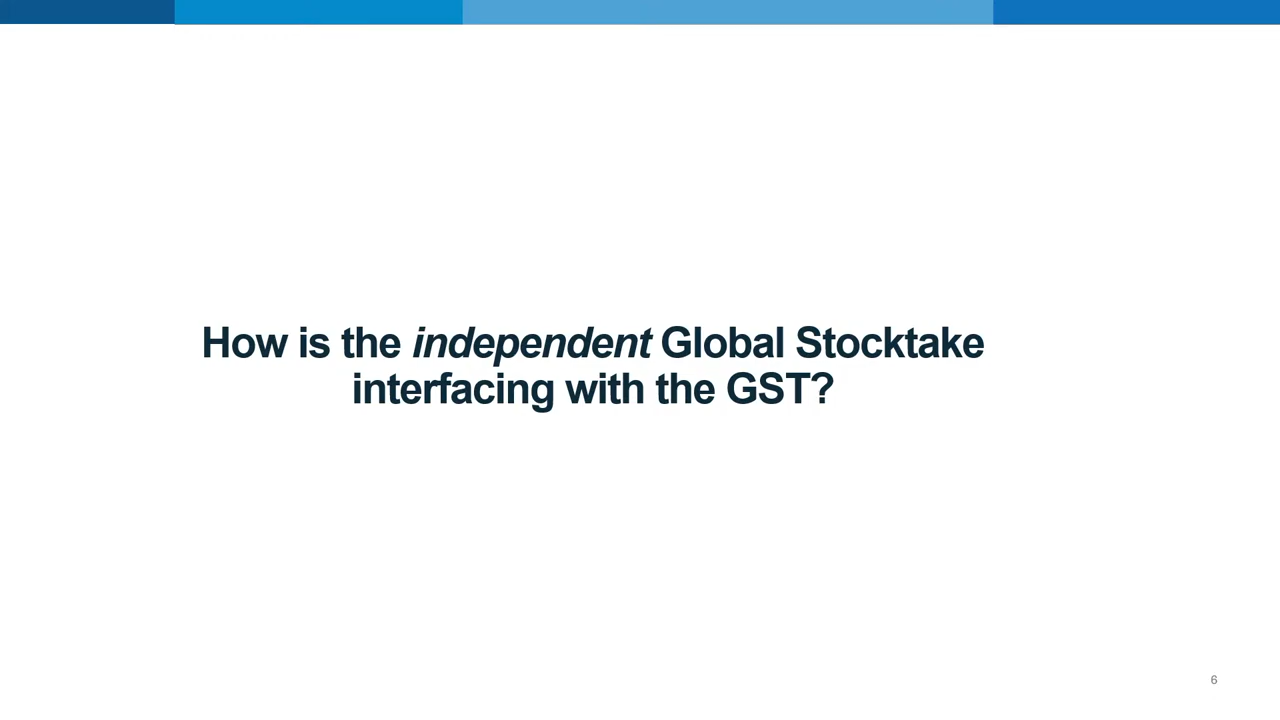 How is the independent Global Stocktake
interfacing with the GST?
6